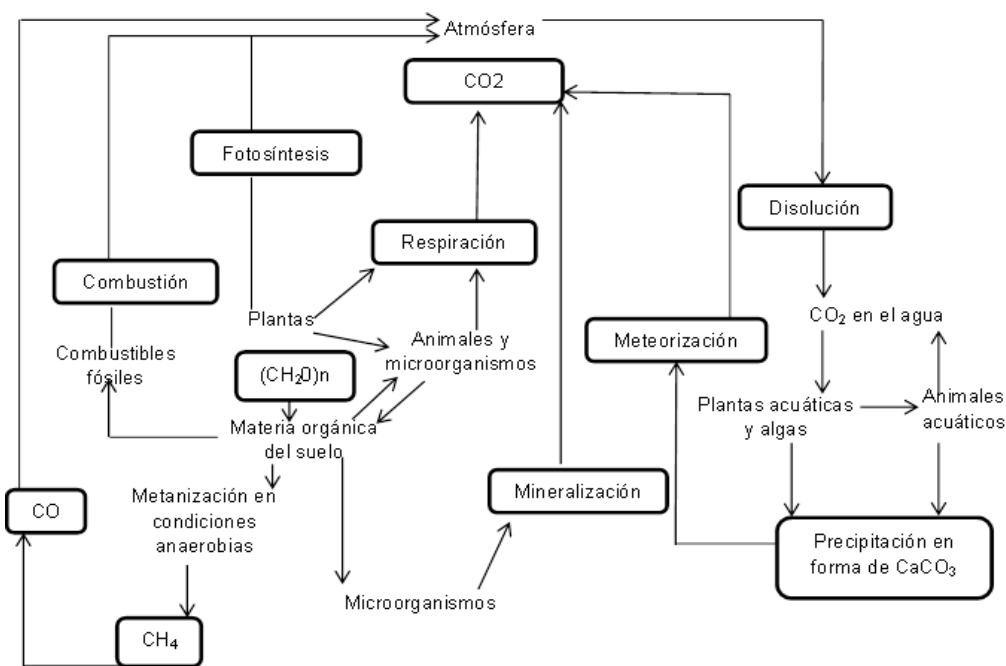 Atmósfera
CO2
Fotosíntesis
Disolución
Respiración
Combustión
Plantas
CO₂ en el agua
Animales y
microorganismos
Meteorización
Combustibles
fósiles
(CH₂0)n
Plantas acuáticas
y algas
Animales
acuáticos
Materia orgánica
del suelo
Mineralización
CO
Metanización en
condiciones
anaerobias
Precipitación en
forma de CaCO₃
Microorganismos
CH₄